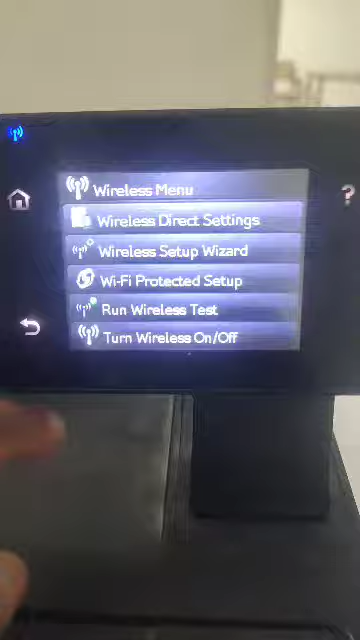 Wireless Menu
?
Wireless Direct Settings
Wireless Setup Wizard
Wi-Fi Protected Setup
Run Wireless Test
Turn Wireless On/Off